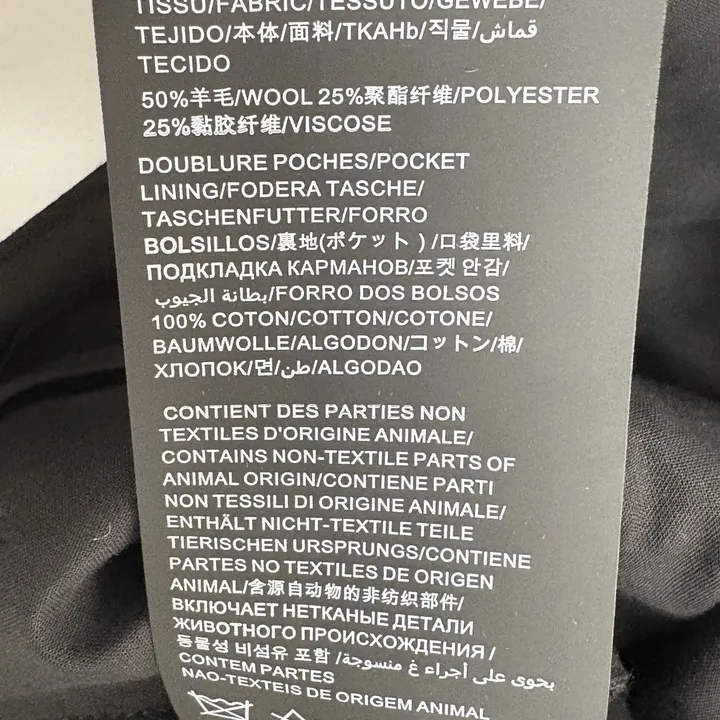 TISSU/FABRIC/TESSUTO/GEWEBE/
TEJIDO/本体/面料/TKAHb/직물/قماش/
TECIDO
50%羊毛/WOOL 25%聚酯纤维/POLYESTER
25%黏胶纤维/VISCOSE
DOUBLURE POCHES/POCKET
LINING/FODERA TASCHE/
TASCHENFUTTER/FORRO
BOLSILLOS/裏地(ポケット) /口袋里料/
ПОДКЛАДКА КАРМАНОВ/포켓 안감/
بطانة الجيوب/FORRO DOS BOLSOS
100% COTON/COTTON/COTONE/
BAUMWOLLE/ALGODON/コットン/棉/
ХЛОПОК/면/طن/ALGODAO
CONTIENT DES PARTIES NON
TEXTILES D'ORIGINE ANIMALE/
CONTAINS NON-TEXTILE PARTS OF
ANIMAL ORIGIN/CONTIENE PARTI
NON TESSILI DI ORIGINE ANIMALE/
ENTHÄLT NICHT-TEXTILE TEILE
TIERISCHEN URSPRUNGS/CONTIENE
PARTES NO TEXTILES DE ORIGEN
ANIMAL/含源自动物的非纺织部件/
ВКЛЮЧАЕТ НЕТКАНЫЕ ДЕТАЛИ
ЖИВОТНОГО ПРОИСХОЖДЕНИЯ/
동물성 비섬유 포함/يحوى على أجزاء غ منسوجة/
CONTEM PARTES
NAO-TEXTEIS DE ORIGEM ANIMAL